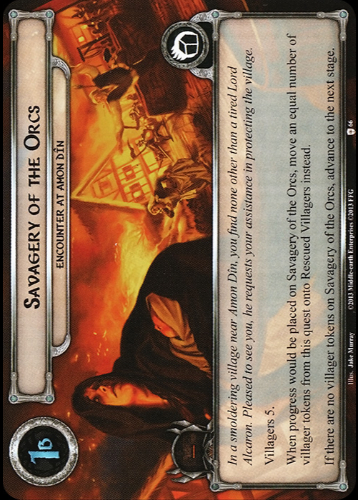 1B
SAVAGERY OF THE ORCS
ENCOUNTER AT AMON DÎN
In a smoldering village near Amon Dîn, you find none other than a tired Lord
Alcaron. Pleased to see you, he requests your assistance in protecting the village.
Villagers 5.
When progress would be placed on Savagery of the Orcs, move an equal number of
villager tokens from this quest onto Rescued Villagers instead.
If there are no villager tokens on Savagery of the Orcs, advance to the next stage.
Illus. Jake Murray
©2013 Middle-earth Enterprises ©2013 FFG
66